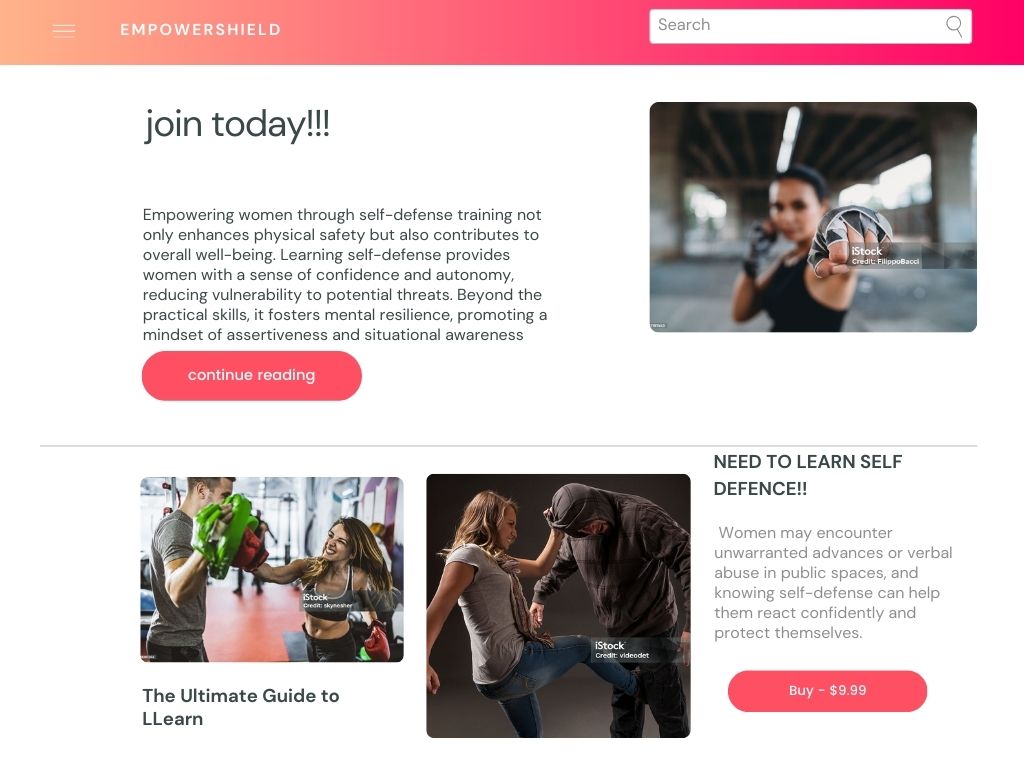 EMPOWERSHIELD
Search
join today!!!
Empowering women through self-defense training not
only enhances physical safety but also contributes to
overall well-being. Learning self-defense provides
women with a sense of confidence and autonomy,
reducing vulnerability to potential threats. Beyond the
practical skills, it fosters mental resilience, promoting a
mindset of assertiveness and situational awareness
continue reading
iStock
Credit: FilippoBacci
iStock
Credit: skynesher
The Ultimate Guide to
LLearn
iStock
Credit: videodet
NEED TO LEARN SELF
DEFENCE!!
Women may encounter
unwarranted advances or verbal
abuse in public spaces, and
knowing self-defense can help
them react confidently and
protect themselves.
Buy - $9.99